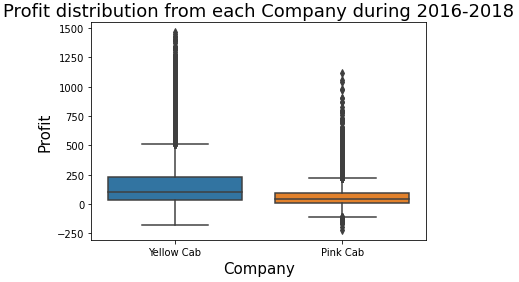 Profit distribution from each Company during 2016-2018
1500
1250
1000
750
500
250
0
−250
Profit
Yellow Cab
Pink Cab
Company